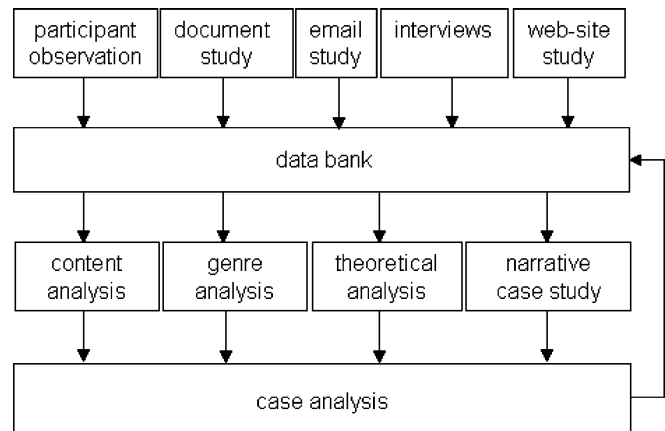 participant
observation
document
study
email
study
interviews
web-site
study
data bank
content
analysis
genre
analysis
theoretical
analysis
narrative
case study
case analysis